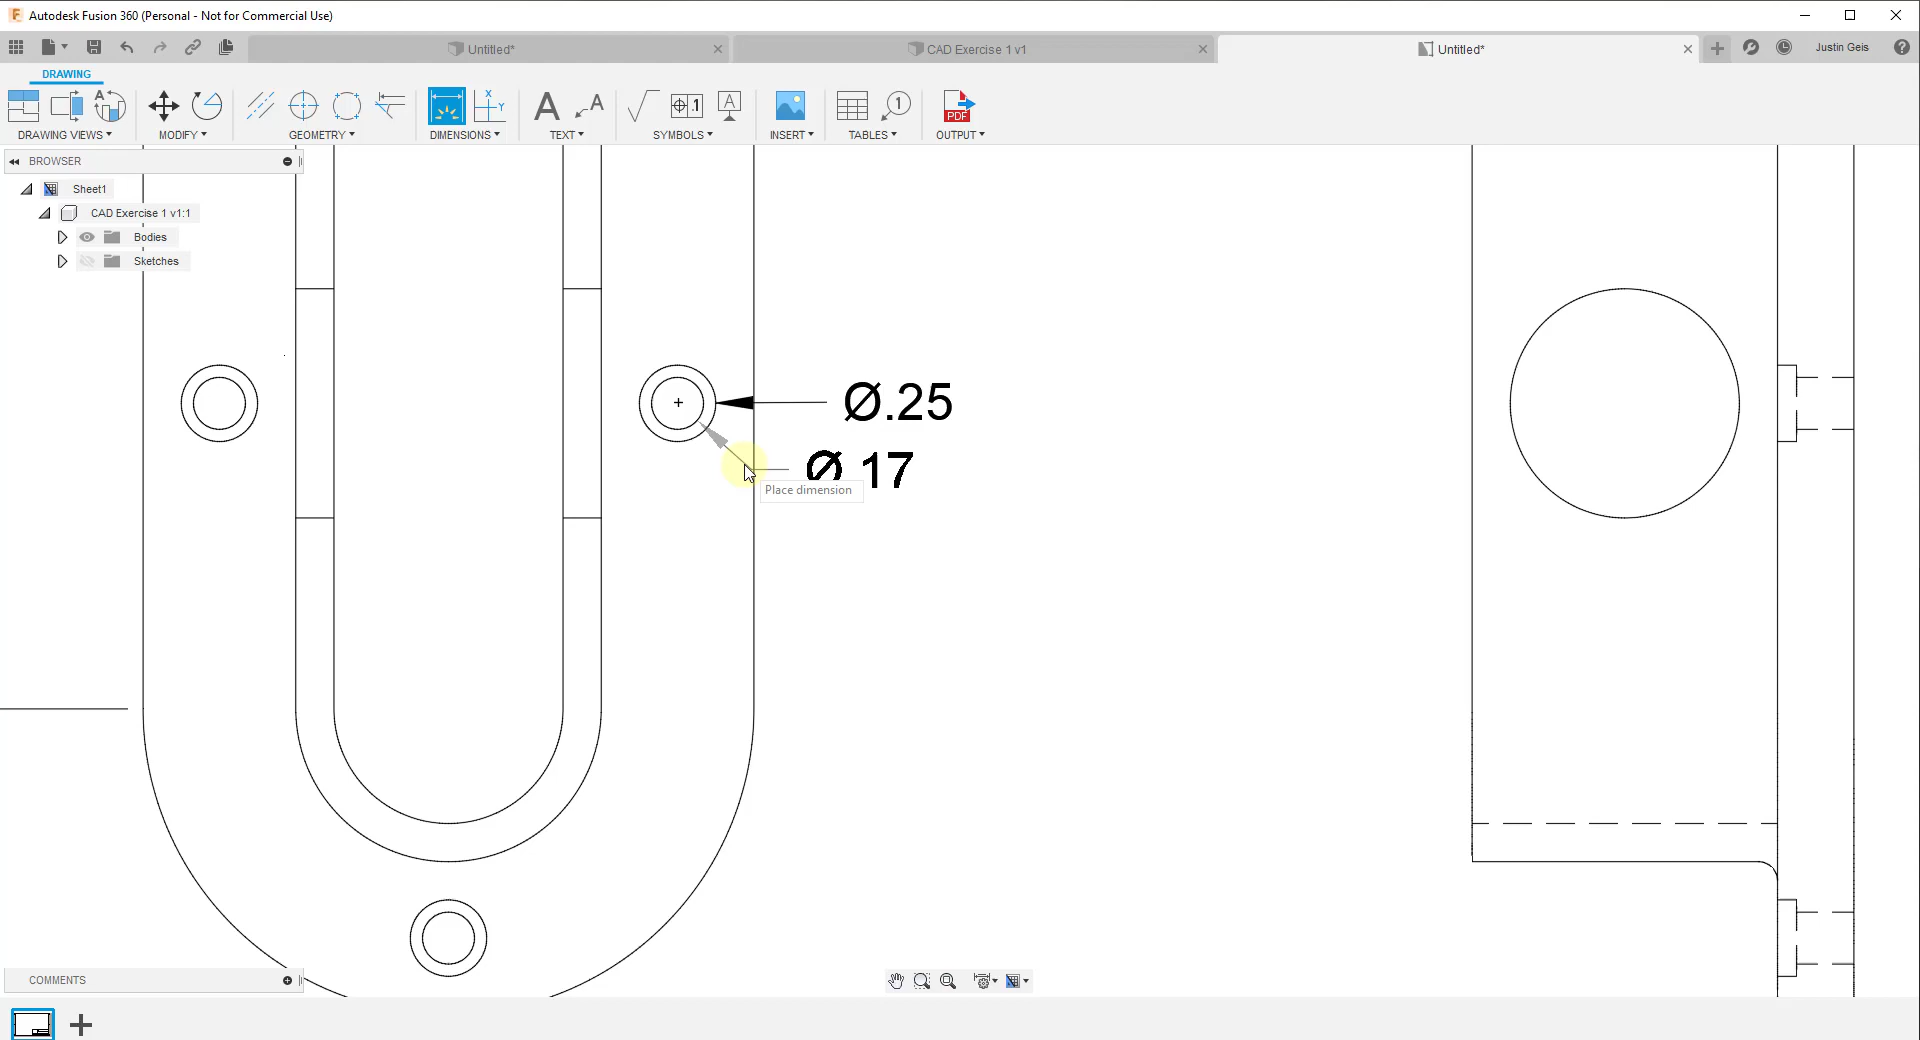 Autodesk Fusion 360 (Personal - Not for Commercial Use)
Untitled*
CAD Exercise 1 v1
Untitled*
Justin Geis
DRAWING
DRAWING VIEWS
MODIFY
GEOMETRY
DIMENSIONS
TEXT
SYMBOLS
INSERT
TABLES
OUTPUT
BROWSER
Sheet1
CAD Exercise 1 v1:1
Bodies
Sketches
Ø.25
Ø 17
Place dimension
COMMENTS